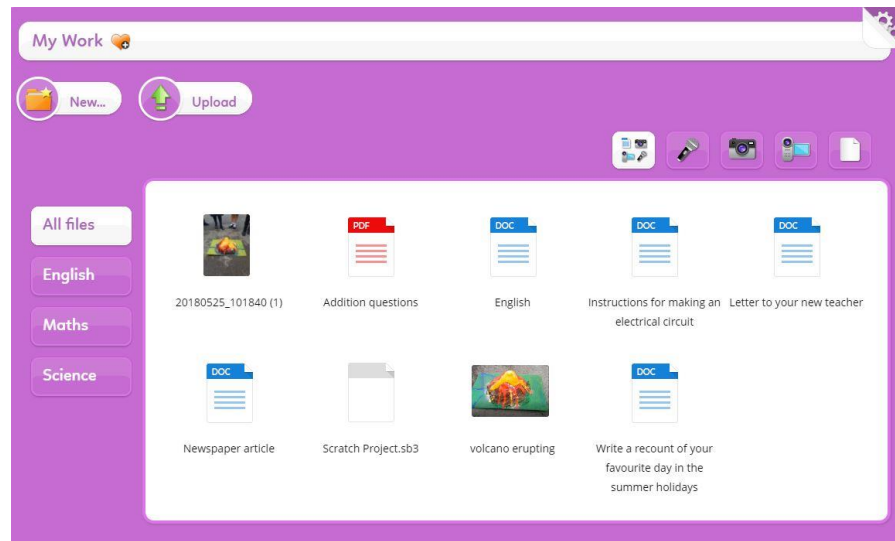 My Work
New...
Upload
All files
English
Maths
Science
20180525_101840 (1)
PDF
Addition questions
DOC
English
DOC
Instructions for making an
electrical circuit
DOC
Letter to your new teacher
DOC
Newspaper article
Scratch Project.sb3
volcano erupting
DOC
Write a recount of your
favourite day in the
summer holidays